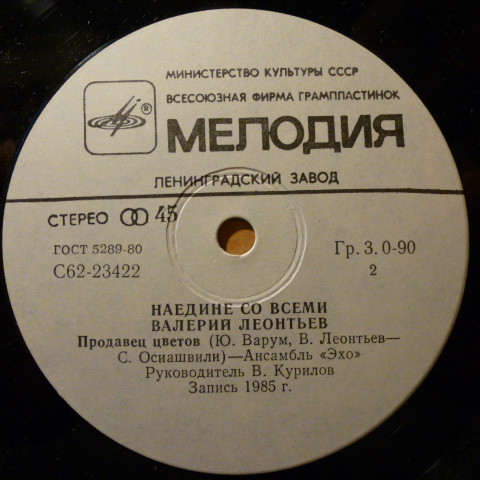 МИНИСТЕРСТВО КУЛЬТУРЫ СССР
ВСЕСОЮЗНАЯ ФИРМА ГРАМПЛАСТИНОК
® МЕЛОДИЯ
ЛЕНИНГРАДСКИЙ ЗАВОД
СТЕРЕО 45
ГОСТ 5289-80
Гр. 3. 0-90
С62-23422
2
НАЕДИНЕ СО ВСЕМИ
ВАЛЕРИЙ ЛЕОНТЬЕВ
Продавец цветов (Ю. Варум, В. Леонтьев—
С. Осиашвили)—Ансамбль «Эхо»
Руководитель В. Курилов
Запись 1985 г.